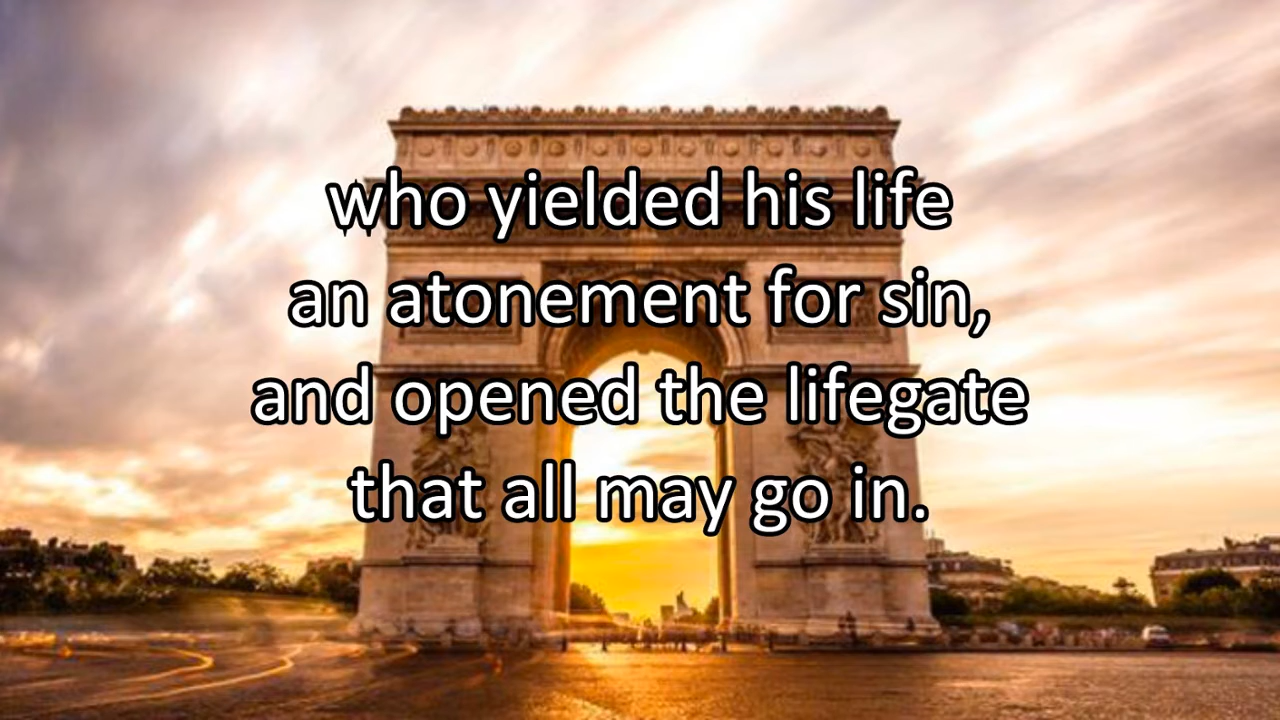 who yielded his life
an atonement for sin,
and opened the lifegate
that all may go in.